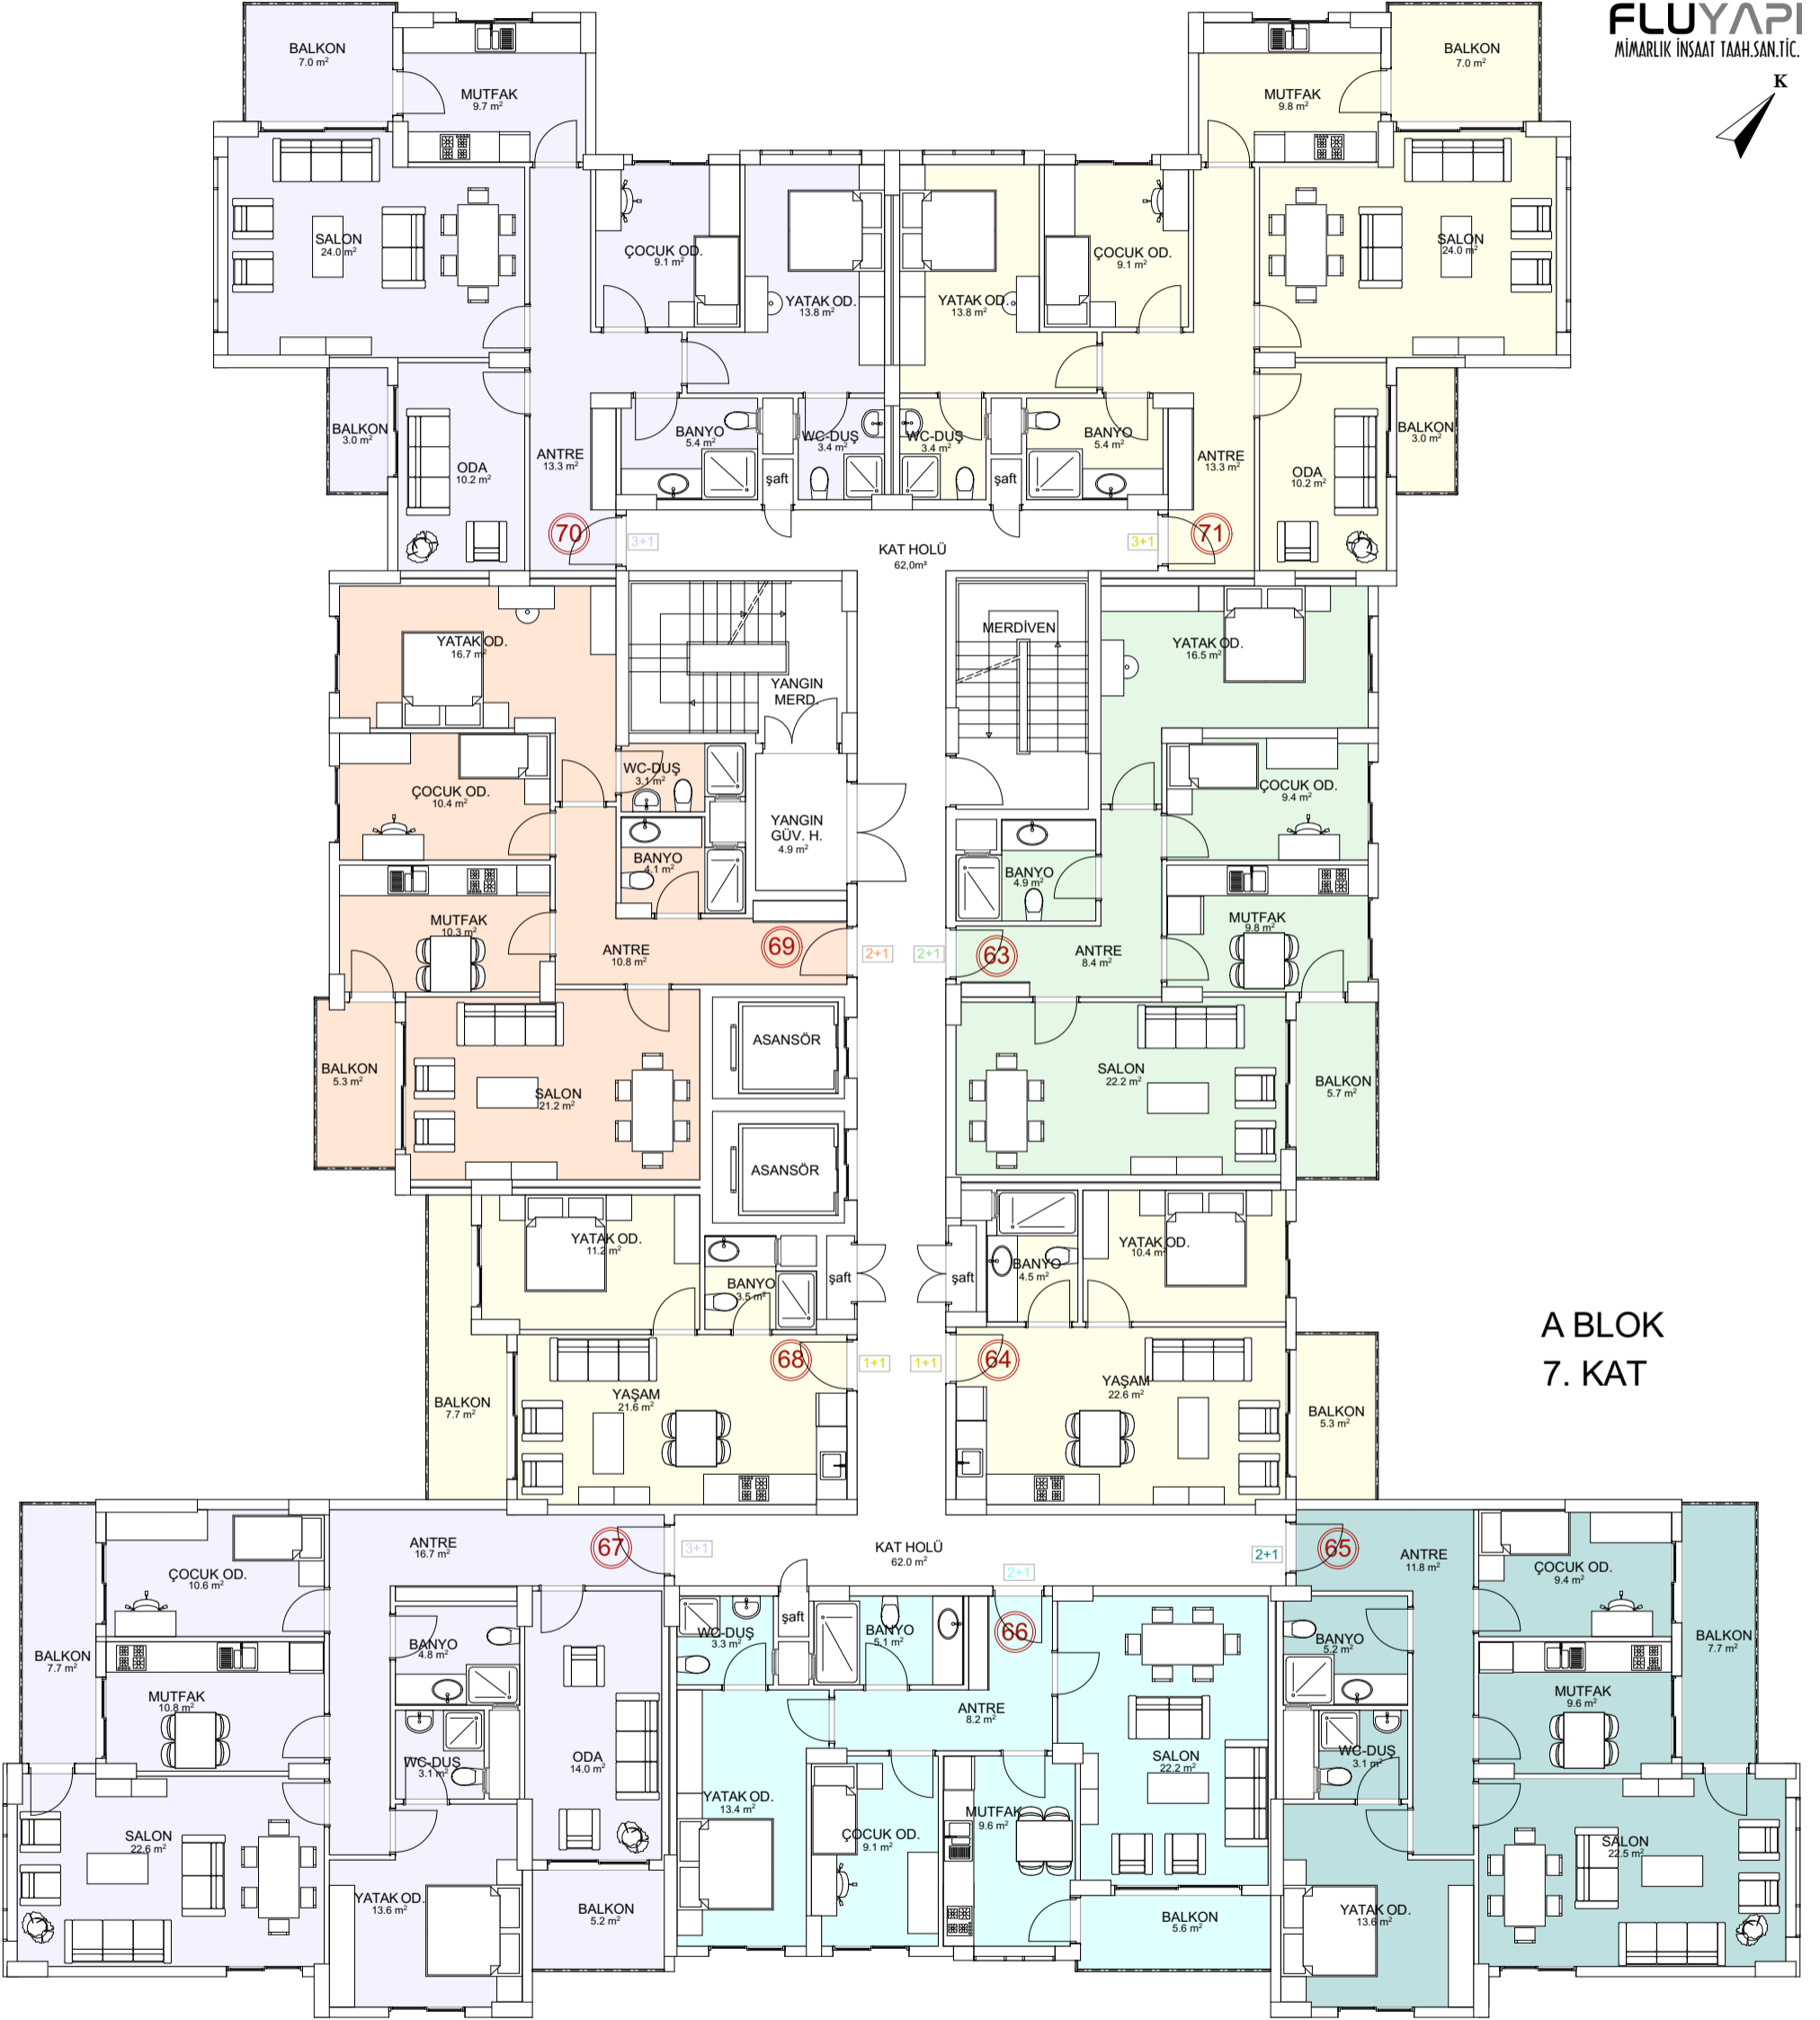 FLUYAPI
MİMARLIK İNŞAAT TAAH.SAN.TİC.
K
BALKON
7.0 m²
MUTFAK
9.7 m²
SALON
24.0 m²
ÇOCUK OD.
9.1 m²
YATAK OD.
13.8 m²
BALKON
3.0 m²
ODA
10.2 m²
ANTRE
13.3 m²
BANYO
5.4 m²
WC-DUŞ
3.4 m²
şaft
70
3+1
BALKON
7.0 m²
MUTFAK
9.8 m²
SALON
24.0 m²
ÇOCUK OD.
9.1 m²
YATAK OD.
13.8 m²
WC-DUŞ
3.4 m²
şaft
BANYO
5.4 m²
ANTRE
13.3 m²
ODA
10.2 m²
BALKON
3.0 m²
3+1
71
KAT HOLÜ
62,0m²
YATAK OD.
16.7 m²
ÇOCUK OD.
10.4 m²
WC-DUŞ
3.1 m²
BANYO
4.1 m²
MUTFAK
10.3 m²
ANTRE
10.8 m²
69
2+1
BALKON
5.3 m²
SALON
21.2 m²
YANGIN
MERD.
YANGIN
GÜV. H.
4.9 m²
ASANSÖR
ASANSÖR
MERDİVEN
YATAK OD.
16.5 m²
ÇOCUK OD.
9.4 m²
BANYO
4.9 m²
MUTFAK
9.8 m²
2+1
63
ANTRE
8.4 m²
SALON
22.2 m²
BALKON
5.7 m²
YATAK OD.
11.2 m²
BANYO
3.5 m²
şaft
68
1+1
YAŞAM
21.6 m²
BALKON
7.7 m²
şaft
BANYO
4.5 m²
YATAK OD.
10.4 m²
1+1
64
YAŞAM
22.6 m²
BALKON
5.3 m²
A BLOK
7. KAT
ANTRE
16.7 m²
67
3+1
ÇOCUK OD.
10.6 m²
BALKON
7.7 m²
MUTFAK
10.8 m²
BANYO
4.8 m²
WC-DUŞ
3.1 m²
ODA
14.0 m²
SALON
22.6 m²
YATAK OD.
13.6 m²
BALKON
5.2 m²
KAT HOLÜ
62.0 m²
2+1
WC-DUŞ
3.3 m²
şaft
BANYO
5.1 m²
66
ANTRE
8.2 m²
YATAK OD.
13.4 m²
ÇOCUK OD.
9.1 m²
MUTFAK
9.6 m²
SALON
22.2 m²
BALKON
5.6 m²
2+1
65
ANTRE
11.8 m²
ÇOCUK OD.
9.4 m²
BANYO
5.2 m²
BALKON
7.7 m²
MUTFAK
9.6 m²
WC-DUŞ
3.1 m²
SALON
22.5 m²
YATAK OD.
13.6 m²